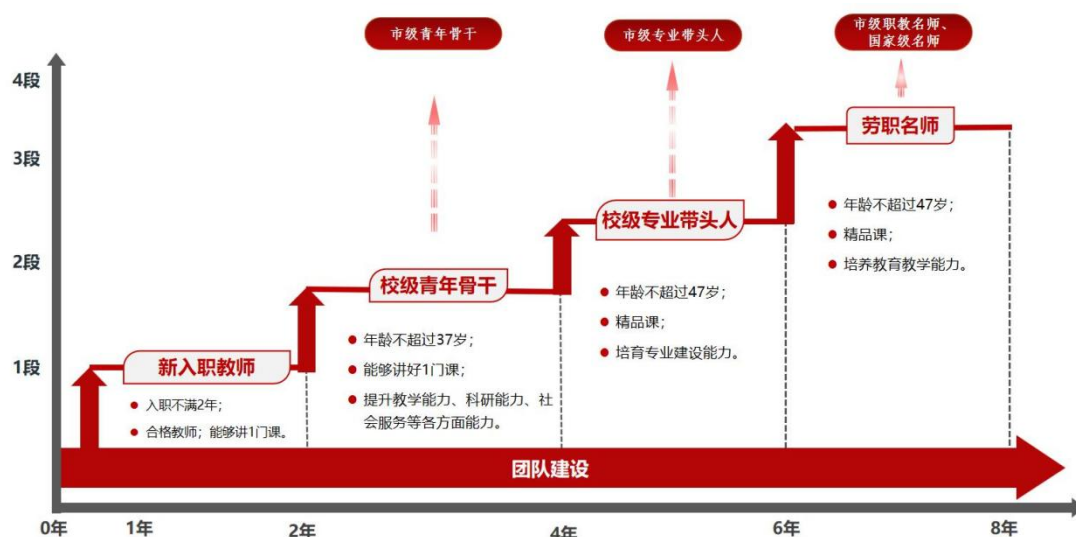 市级青年骨干
市级专业带头人
市级职教名师、
国家级名师
4段
劳职名师
3段
年龄不超过47岁；
精品课；
培养教育教学能力。
校级专业带头人
2段
校级青年骨干
年龄不超过47岁；
精品课；
培育专业建设能力。
年龄不超过37岁；
能够讲好1门课；
提升教学能力、科研能力、社
会服务等各方面能力。
1段
新入职教师
入职不满2年；
合格教师；能够讲1门课。
团队建设
0年
1年
2年
4年
6年
8年